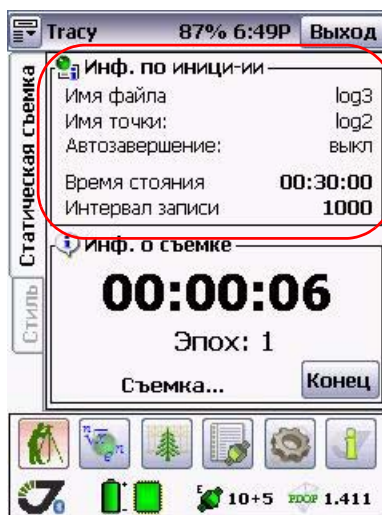 Tracy 87% 6:49P Выход
Статическая съемка
Стиль
Инф. по иници-ии
Имя файла log3
Имя точки: log2
Автозавершение: выкл
Время стояния 00:30:00
Интервал записи 1000
Инф. о съемке
00:00:06
Эпох: 1
Съемка... Конец
0 E 10+5 PDOP 1.411